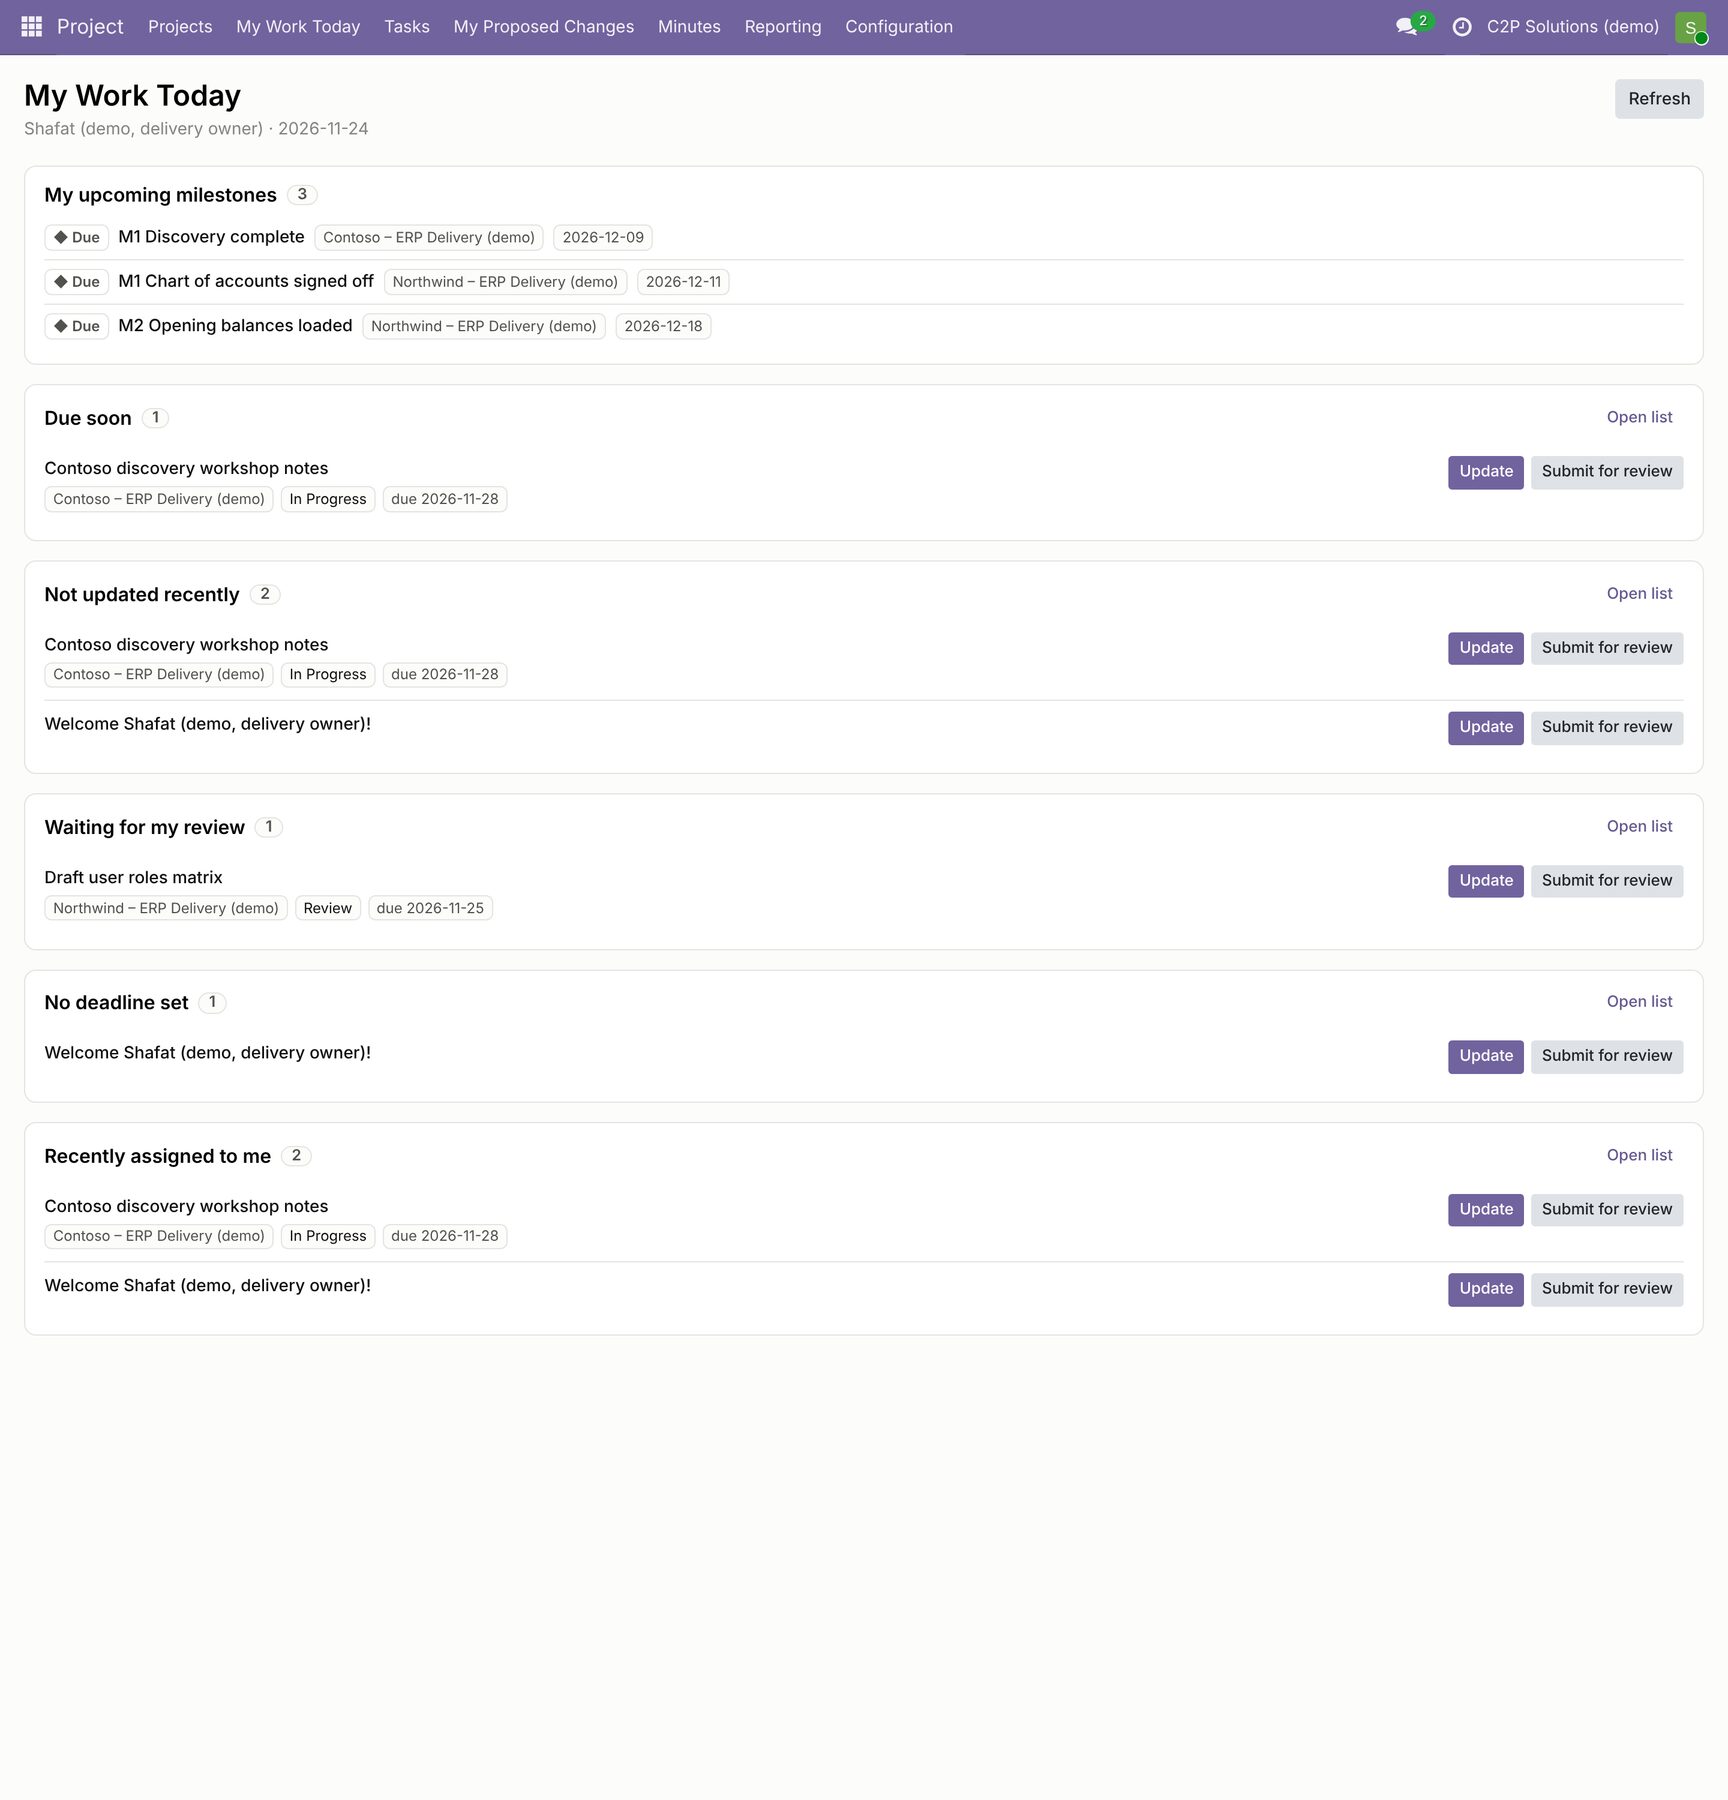 Project Projects My Work Today Tasks My Proposed Changes Minutes Reporting Configuration 2 C2P Solutions (demo) S
My Work Today Refresh
Shafat (demo, delivery owner) · 2026-11-24
My upcoming milestones 3
◆ Due M1 Discovery complete Contoso – ERP Delivery (demo) 2026-12-09
◆ Due M1 Chart of accounts signed off Northwind – ERP Delivery (demo) 2026-12-11
◆ Due M2 Opening balances loaded Northwind – ERP Delivery (demo) 2026-12-18
Due soon 1 Open list
Contoso discovery workshop notes Update Submit for review
Contoso – ERP Delivery (demo) In Progress due 2026-11-28
Not updated recently 2 Open list
Contoso discovery workshop notes Update Submit for review
Contoso – ERP Delivery (demo) In Progress due 2026-11-28
Welcome Shafat (demo, delivery owner)! Update Submit for review
Waiting for my review 1 Open list
Draft user roles matrix Update Submit for review
Northwind – ERP Delivery (demo) Review due 2026-11-25
No deadline set 1 Open list
Welcome Shafat (demo, delivery owner)! Update Submit for review
Recently assigned to me 2 Open list
Contoso discovery workshop notes Update Submit for review
Contoso – ERP Delivery (demo) In Progress due 2026-11-28
Welcome Shafat (demo, delivery owner)! Update Submit for review